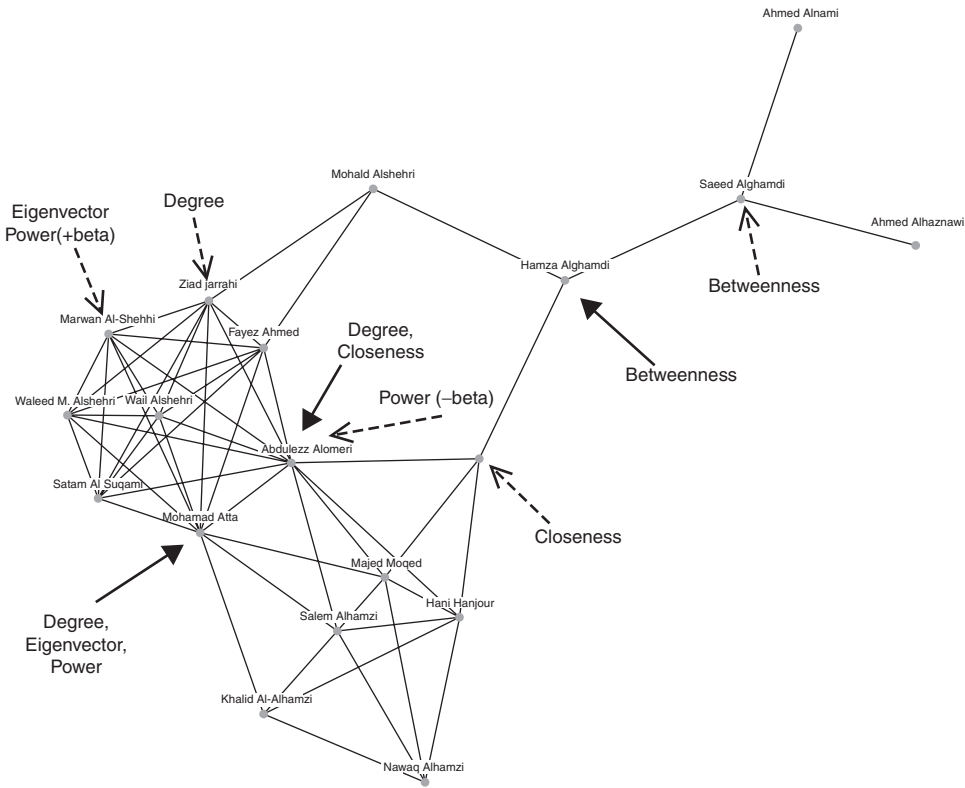 Ahmed Alnami
Mohald Alshehri
Saeed Alghamdi
Degree
Eigenvector
Power(+beta)
Ahmed Alhaznawi
Hamza Alghamdi
Ziad jarrahi
Betweenness
Marwan Al-Shehhi
Fayez Ahmed
Degree,
Closeness
Betweenness
Power (–beta)
Waleed M. Alshehri
Wail Alshehri
Abdulezz Alomeri
Satam Al Suqami
Mohamad Atta
Closeness
Majed Moqed
Hani Hanjour
Salem Alhamzi
Degree,
Eigenvector,
Power
Khalid Al-Alhamzi
Nawaq Alhamzi